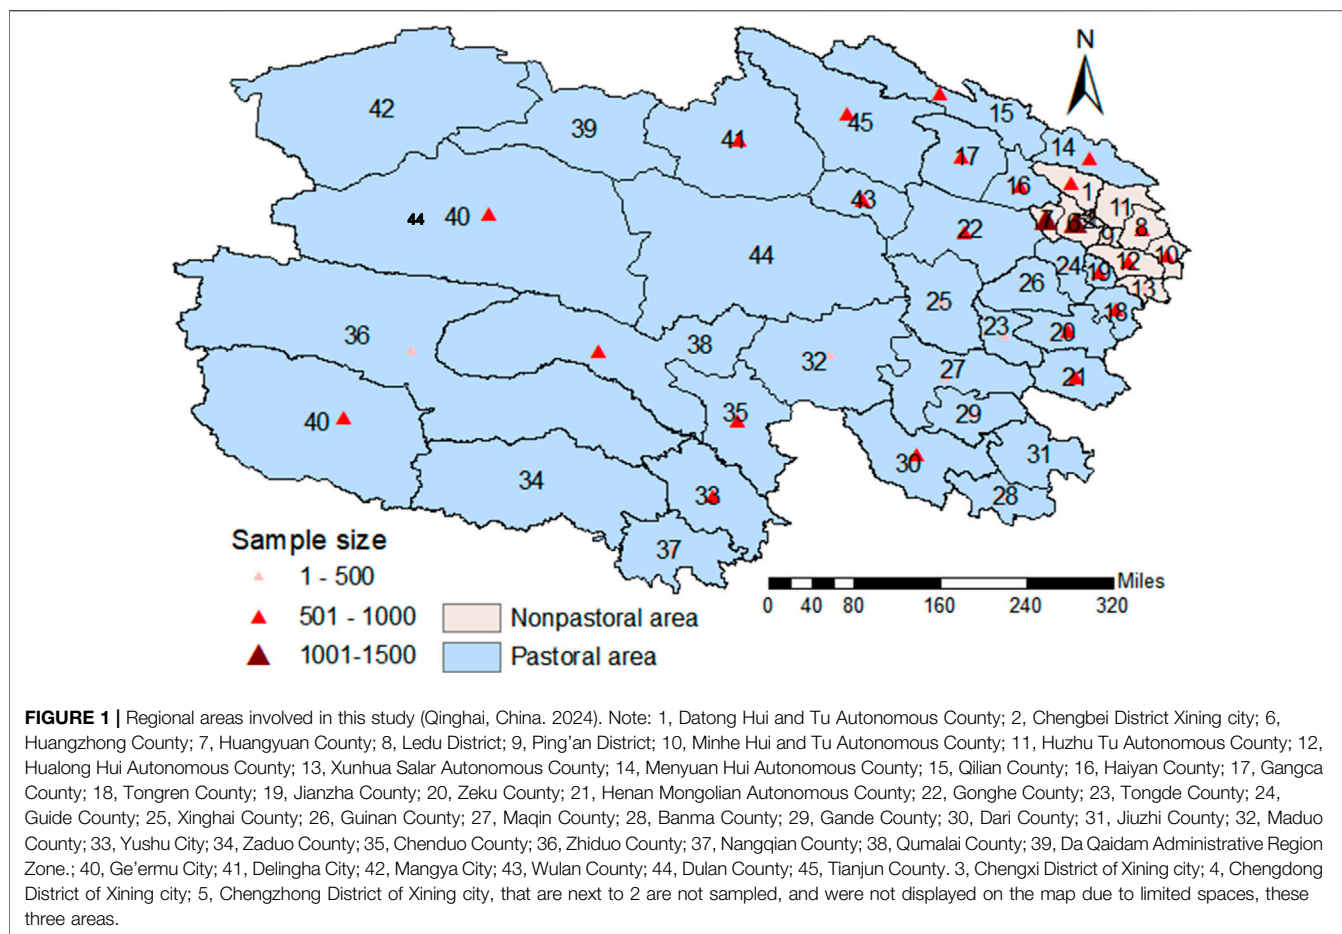 N
42
39
41
45
15
14
17
16
1
11
43
44
40
22
7
6
2
9
8
10
12
24
19
13
26
25
44
18
23
20
36
38
32
27
21
40
35
29
30
31
34
33
28
37
Sample size
1 - 500
501 - 1000
1001-1500
Nonpastoral area
Pastoral area
Miles
0 40 80 160 240 320
FIGURE 1 | Regional areas involved in this study (Qinghai, China. 2024). Note: 1, Datong Hui and Tu Autonomous County; 2, Chengbei District Xining city; 6,
Huangzhong County; 7, Huangyuan County; 8, Ledu District; 9, Ping'an District; 10, Minhe Hui and Tu Autonomous County; 11, Huzhu Tu Autonomous County; 12,
Hualong Hui Autonomous County; 13, Xunhua Salar Autonomous County; 14, Menyuan Hui Autonomous County; 15, Qilian County; 16, Haiyan County; 17, Gangca
County; 18, Tongren County; 19, Jianzha County; 20, Zeku County; 21, Henan Mongolian Autonomous County; 22, Gonghe County; 23, Tongde County; 24,
Guide County; 25, Xinghai County; 26, Guinan County; 27, Maqin County; 28, Banma County; 29, Gande County; 30, Dari County; 31, Jiuzhi County; 32, Maduo
County; 33, Yushu City; 34, Zaduo County; 35, Chenduo County; 36, Zhiduo County; 37, Nangqian County; 38, Qumalai County; 39, Da Qaidam Administrative Region
Zone.; 40, Ge'ermu City; 41, Delingha City; 42, Mangya City; 43, Wulan County; 44, Dulan County; 45, Tianjun County. 3, Chengxi District of Xining city; 4, Chengdong
District of Xining city; 5, Chengzhong District of Xining city, that are next to 2 are not sampled, and were not displayed on the map due to limited spaces, these
three areas.